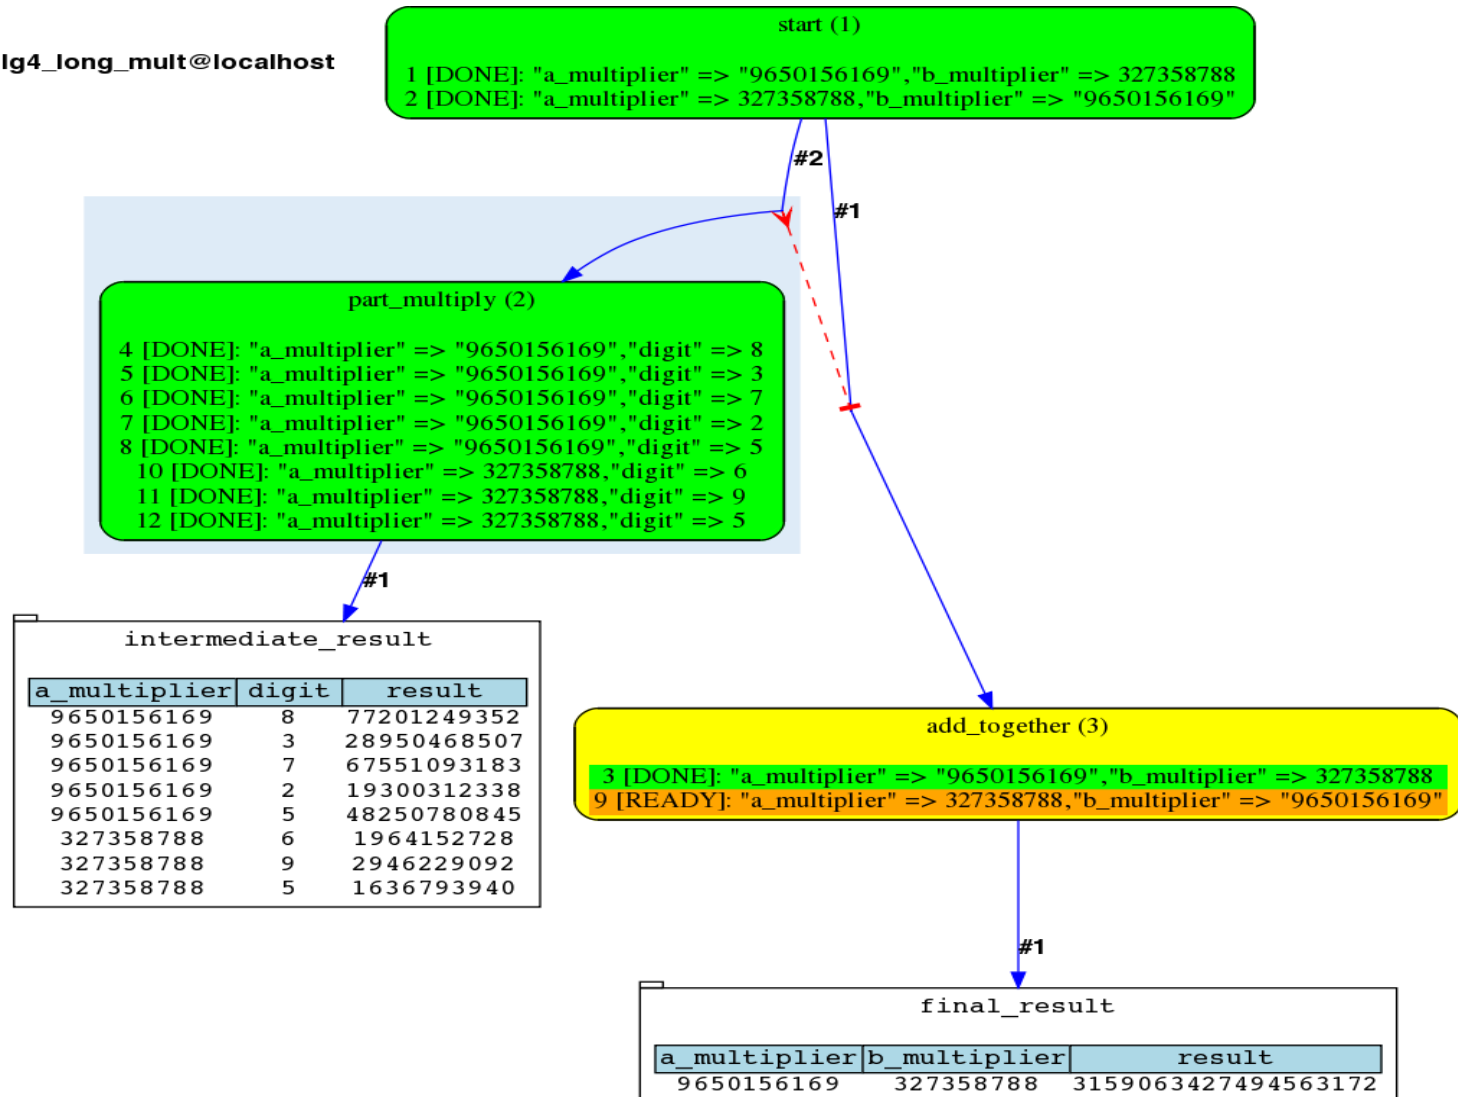 start (1)
lg4_long_mult@localhost
1 [DONE]: "a_multiplier" => "9650156169","b_multiplier" => 327358788
2 [DONE]: "a_multiplier" => 327358788,"b_multiplier" => "9650156169"
#2
#1
part_multiply (2)
4 [DONE]: "a_multiplier" => "9650156169","digit" => 8
5 [DONE]: "a_multiplier" => "9650156169","digit" => 3
6 [DONE]: "a_multiplier" => "9650156169","digit" => 7
7 [DONE]: "a_multiplier" => "9650156169","digit" => 2
8 [DONE]: "a_multiplier" => "9650156169","digit" => 5
10 [DONE]: "a_multiplier" => 327358788,"digit" => 6
11 [DONE]: "a_multiplier" => 327358788,"digit" => 9
12 [DONE]: "a_multiplier" => 327358788,"digit" => 5
#1
intermediate_result
a_multiplier digit result
9650156169 8 77201249352
9650156169 3 28950468507
9650156169 7 67551093183
9650156169 2 19300312338
9650156169 5 48250780845
327358788 6 1964152728
327358788 9 2946229092
327358788 5 1636793940
add_together (3)
3 [DONE]: "a_multiplier" => "9650156169","b_multiplier" => 327358788
9 [READY]: "a_multiplier" => 327358788,"b_multiplier" => "9650156169"
#1
final_result
a_multiplier b_multiplier result
9650156169 327358788 3159063427494563172